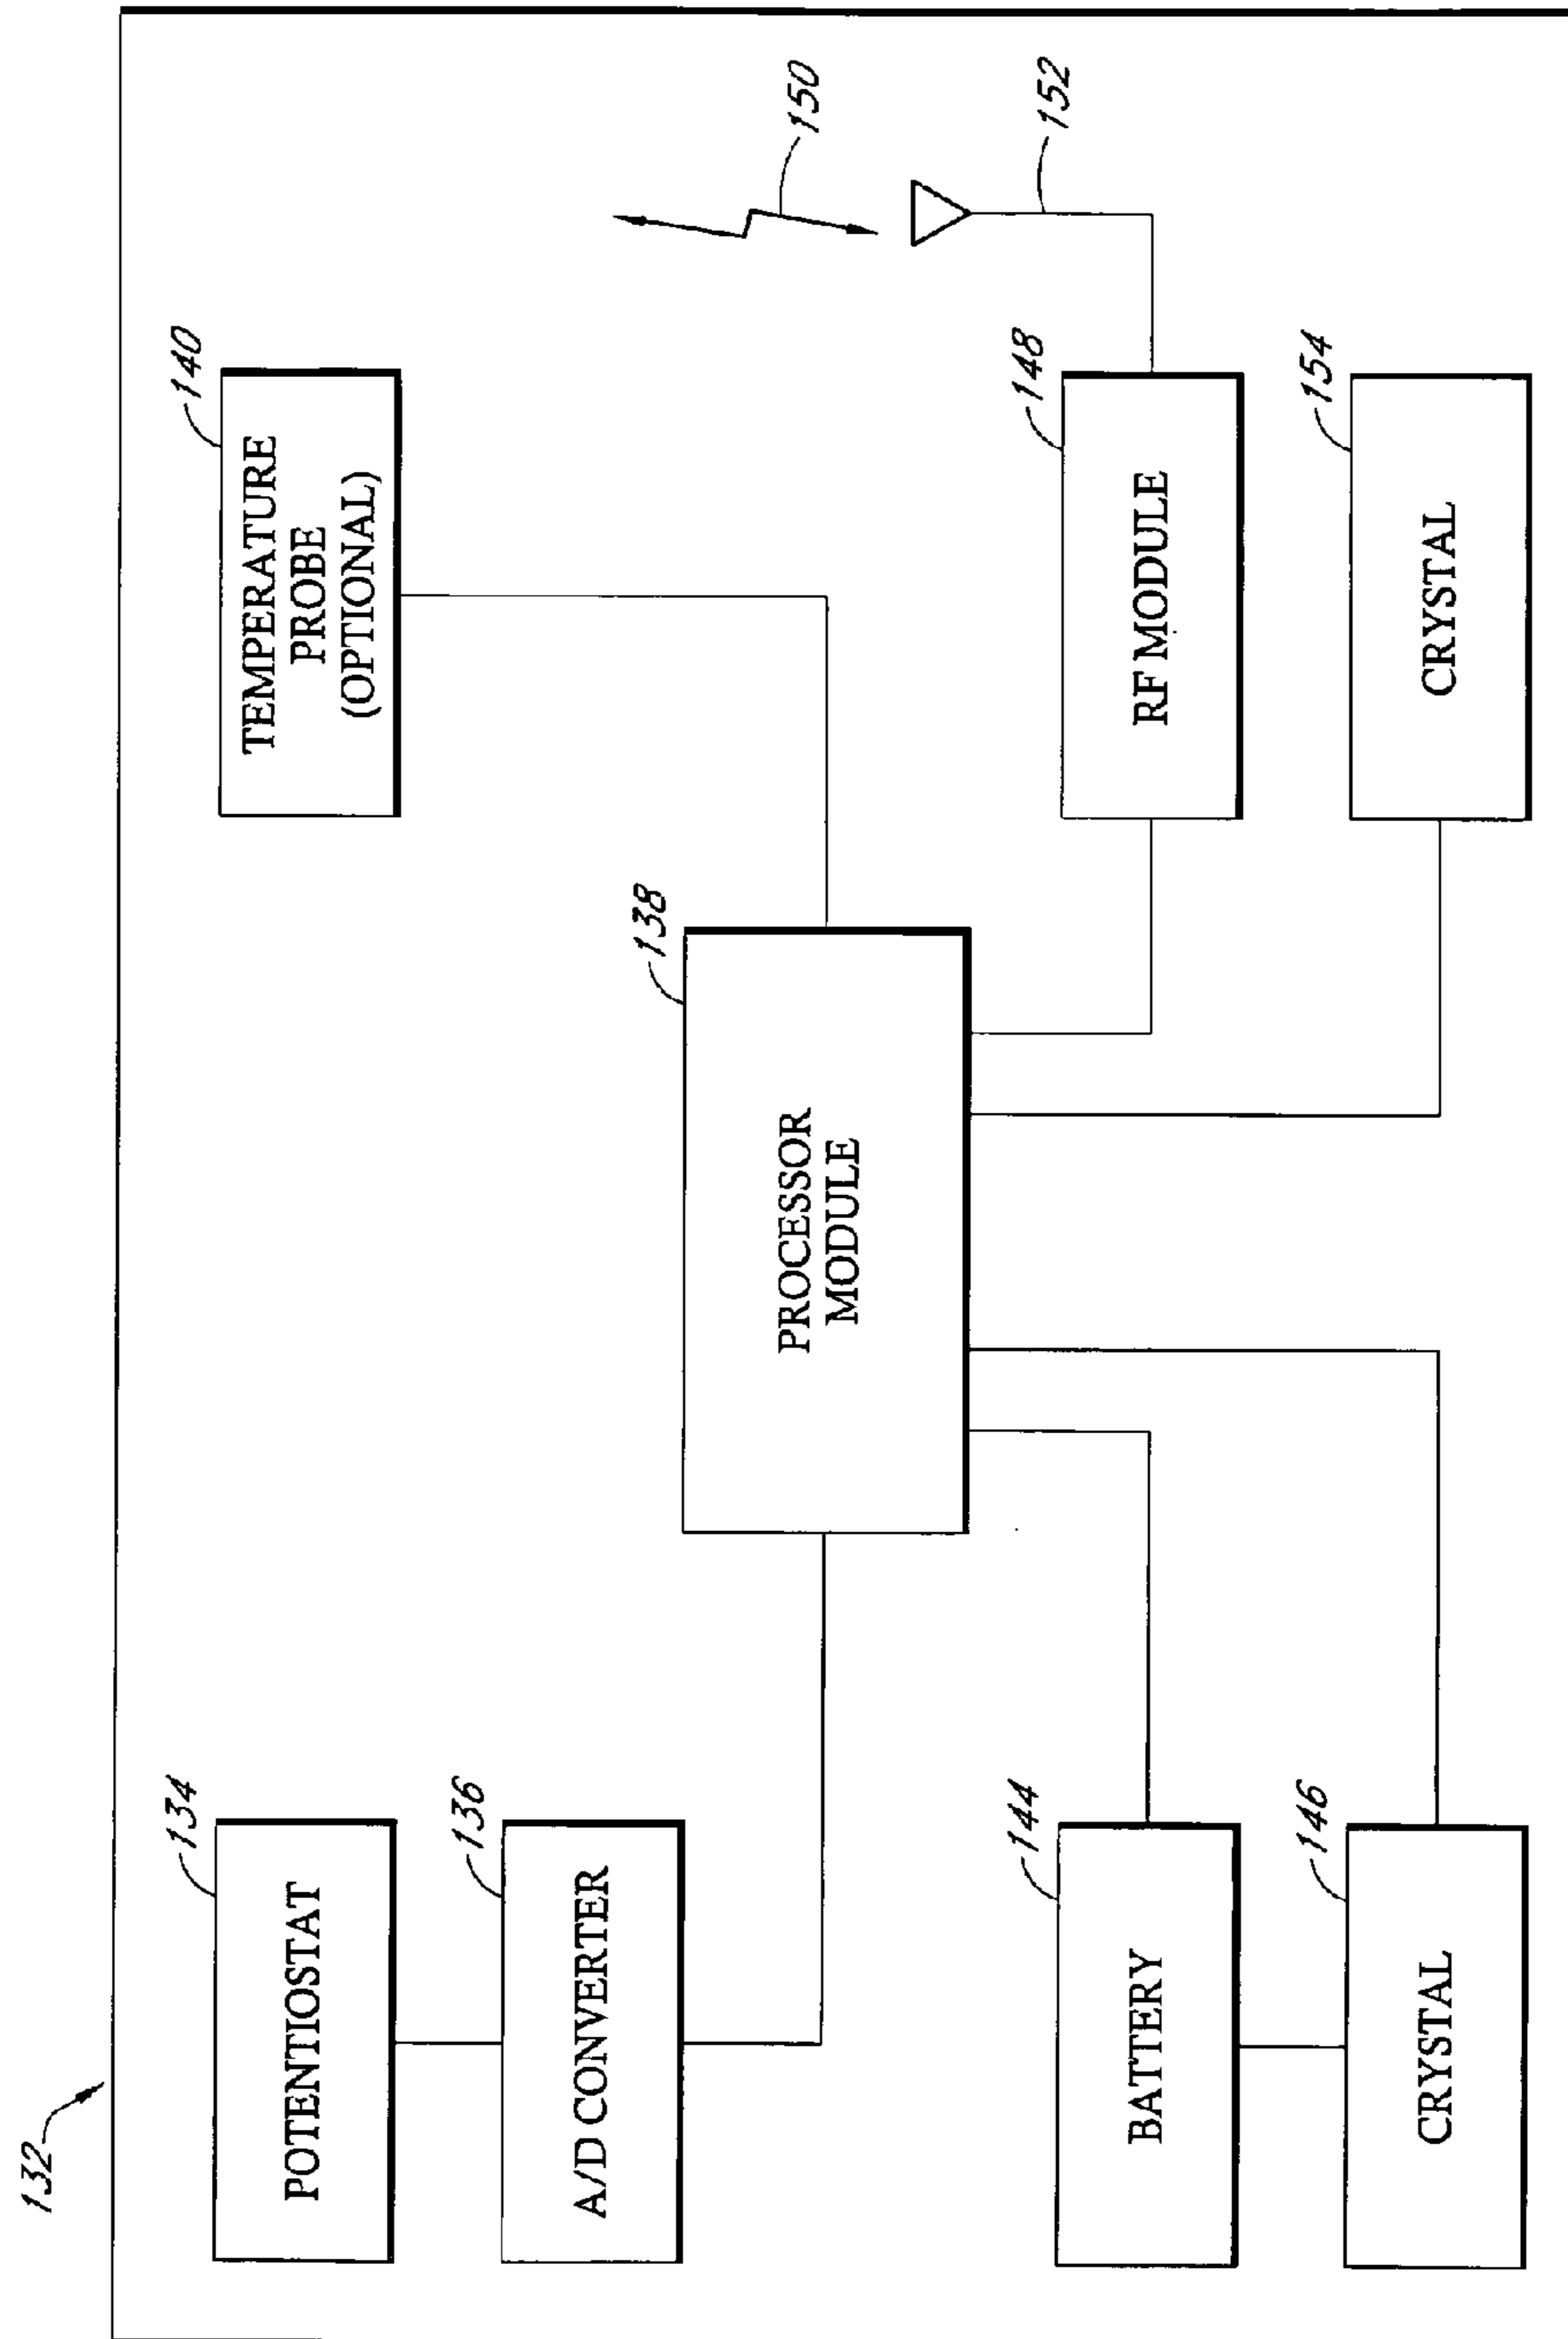 132
134
POTENTIOSTAT
136
A/D CONVERTER
138
PROCESSOR
MODULE
140
TEMPERATURE
PROBE
(OPTIONAL)
150
152
144
BATTERY
146
CRYSTAL
148
RF MODULE
154
CRYSTAL